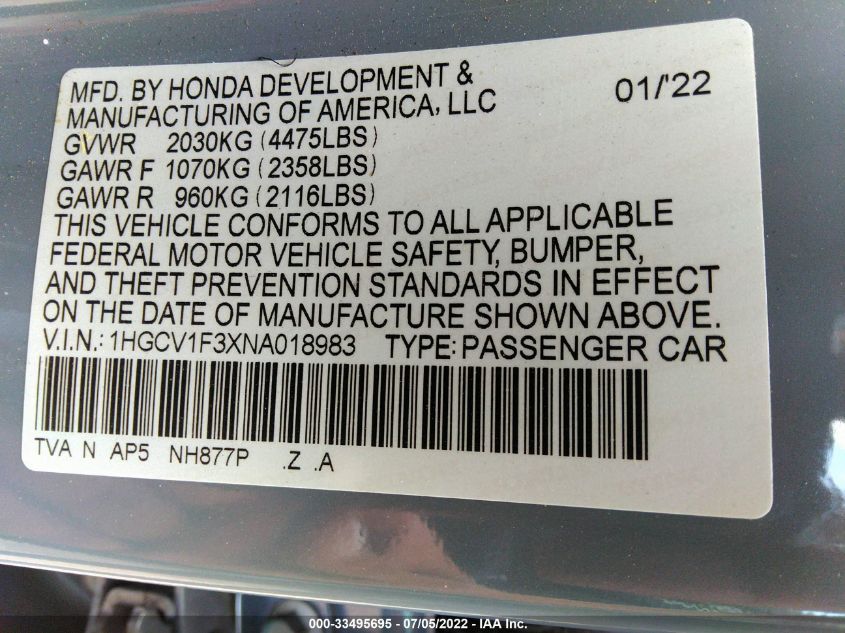 MFD. BY HONDA DEVELOPMENT & MANUFACTURING OF AMERICA, LLC 01/'22
GVWR 2030KG (4475LBS)
GAWR F 1070KG (2358LBS)
GAWR R 960KG (2116LBS)
THIS VEHICLE CONFORMS TO ALL APPLICABLE
FEDERAL MOTOR VEHICLE SAFETY, BUMPER,
AND THEFT PREVENTION STANDARDS IN EFFECT
ON THE DATE OF MANUFACTURE SHOWN ABOVE.
V.I.N.: 1HGCV1F3XNA018983 TYPE: PASSENGER CAR
TVA N AP5 NH877P .Z .A
000-33495695 - 07/05/2022 - IAA Inc.